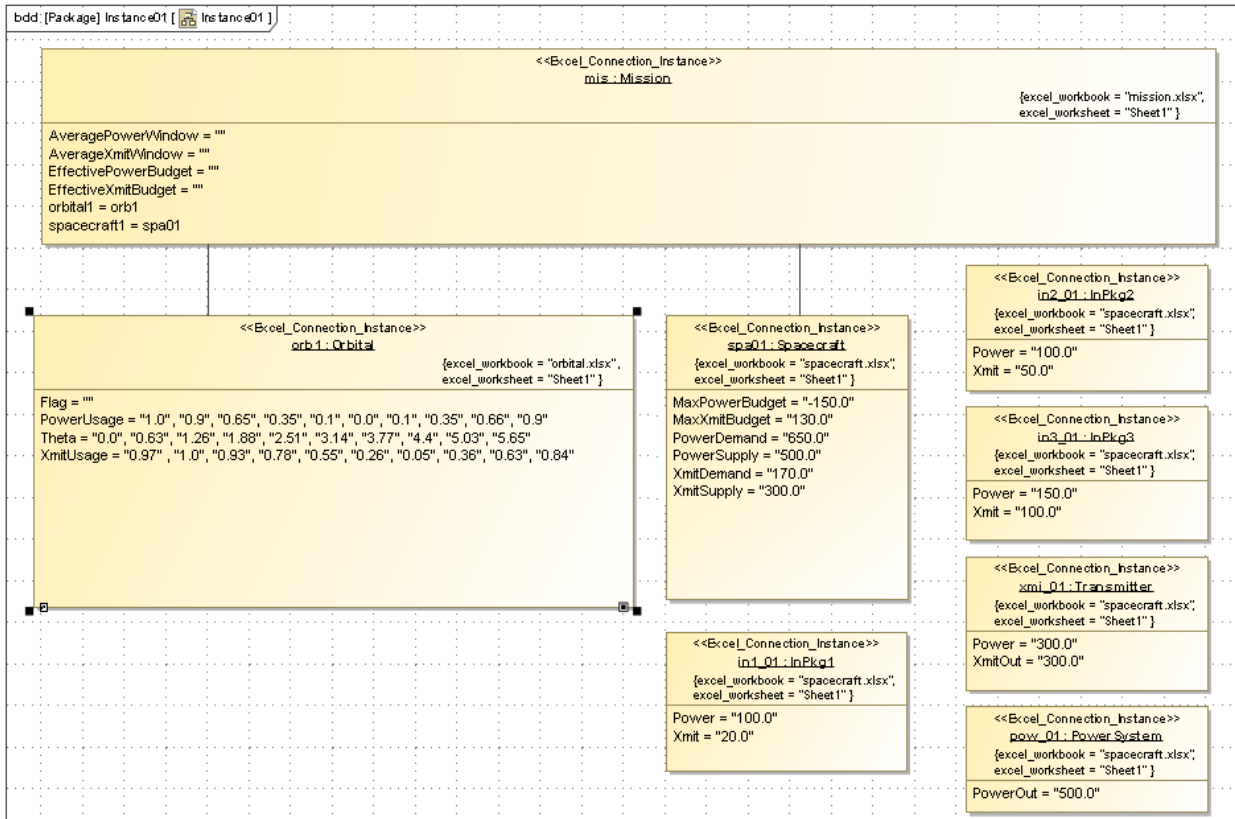 bdd [Package] Instance01 [ Instance01 ]
<<Excel_Connection_Instance>>
mis : Mission
{excel_workbook = "mission.xlsx",
excel_worksheet = "Sheet1" }
AveragePowerWindow = ""
AverageXmitWindow = ""
EffectivePowerBudget = ""
EffectiveXmitBudget = ""
orbital1 = orb1
spacecraft1 = spa01
<<Excel_Connection_Instance>>
orb1 : Orbital
{excel_workbook = "orbital.xlsx",
excel_worksheet = "Sheet1" }
Flag = ""
PowerUsage = "1.0", "0.9", "0.65", "0.35", "0.1", "0.0", "0.1", "0.35", "0.66", "0.9"
Theta = "0.0", "0.63", "1.26", "1.88", "2.51", "3.14", "3.77", "4.4", "5.03", "5.65"
XmitUsage = "0.97" , "1.0", "0.93", "0.78", "0.55", "0.26", "0.05", "0.36", "0.63", "0.84"
<<Excel_Connection_Instance>>
spa01 : Spacecraft
{excel_workbook = "spacecraft.xlsx",
excel_worksheet = "Sheet1" }
MaxPowerBudget = "-150.0"
MaxXmitBudget = "130.0"
PowerDemand = "650.0"
PowerSupply = "500.0"
XmitDemand = "170.0"
XmitSupply = "300.0"
<<Excel_Connection_Instance>>
in1_01 : InPkg1
{excel_workbook = "spacecraft.xlsx",
excel_worksheet = "Sheet1" }
Power = "100.0"
Xmit = "20.0"
<<Excel_Connection_Instance>>
in2_01 : InPkg2
{excel_workbook = "spacecraft.xlsx",
excel_worksheet = "Sheet1" }
Power = "100.0"
Xmit = "50.0"
<<Excel_Connection_Instance>>
in3_01 : InPkg3
{excel_workbook = "spacecraft.xlsx",
excel_worksheet = "Sheet1" }
Power = "150.0"
Xmit = "100.0"
<<Excel_Connection_Instance>>
xmi_01 : Transmitter
{excel_workbook = "spacecraft.xlsx",
excel_worksheet = "Sheet1" }
Power = "300.0"
XmitOut = "300.0"
<<Excel_Connection_Instance>>
pow_01 : PowerSystem
{excel_workbook = "spacecraft.xlsx",
excel_worksheet = "Sheet1" }
PowerOut = "500.0"